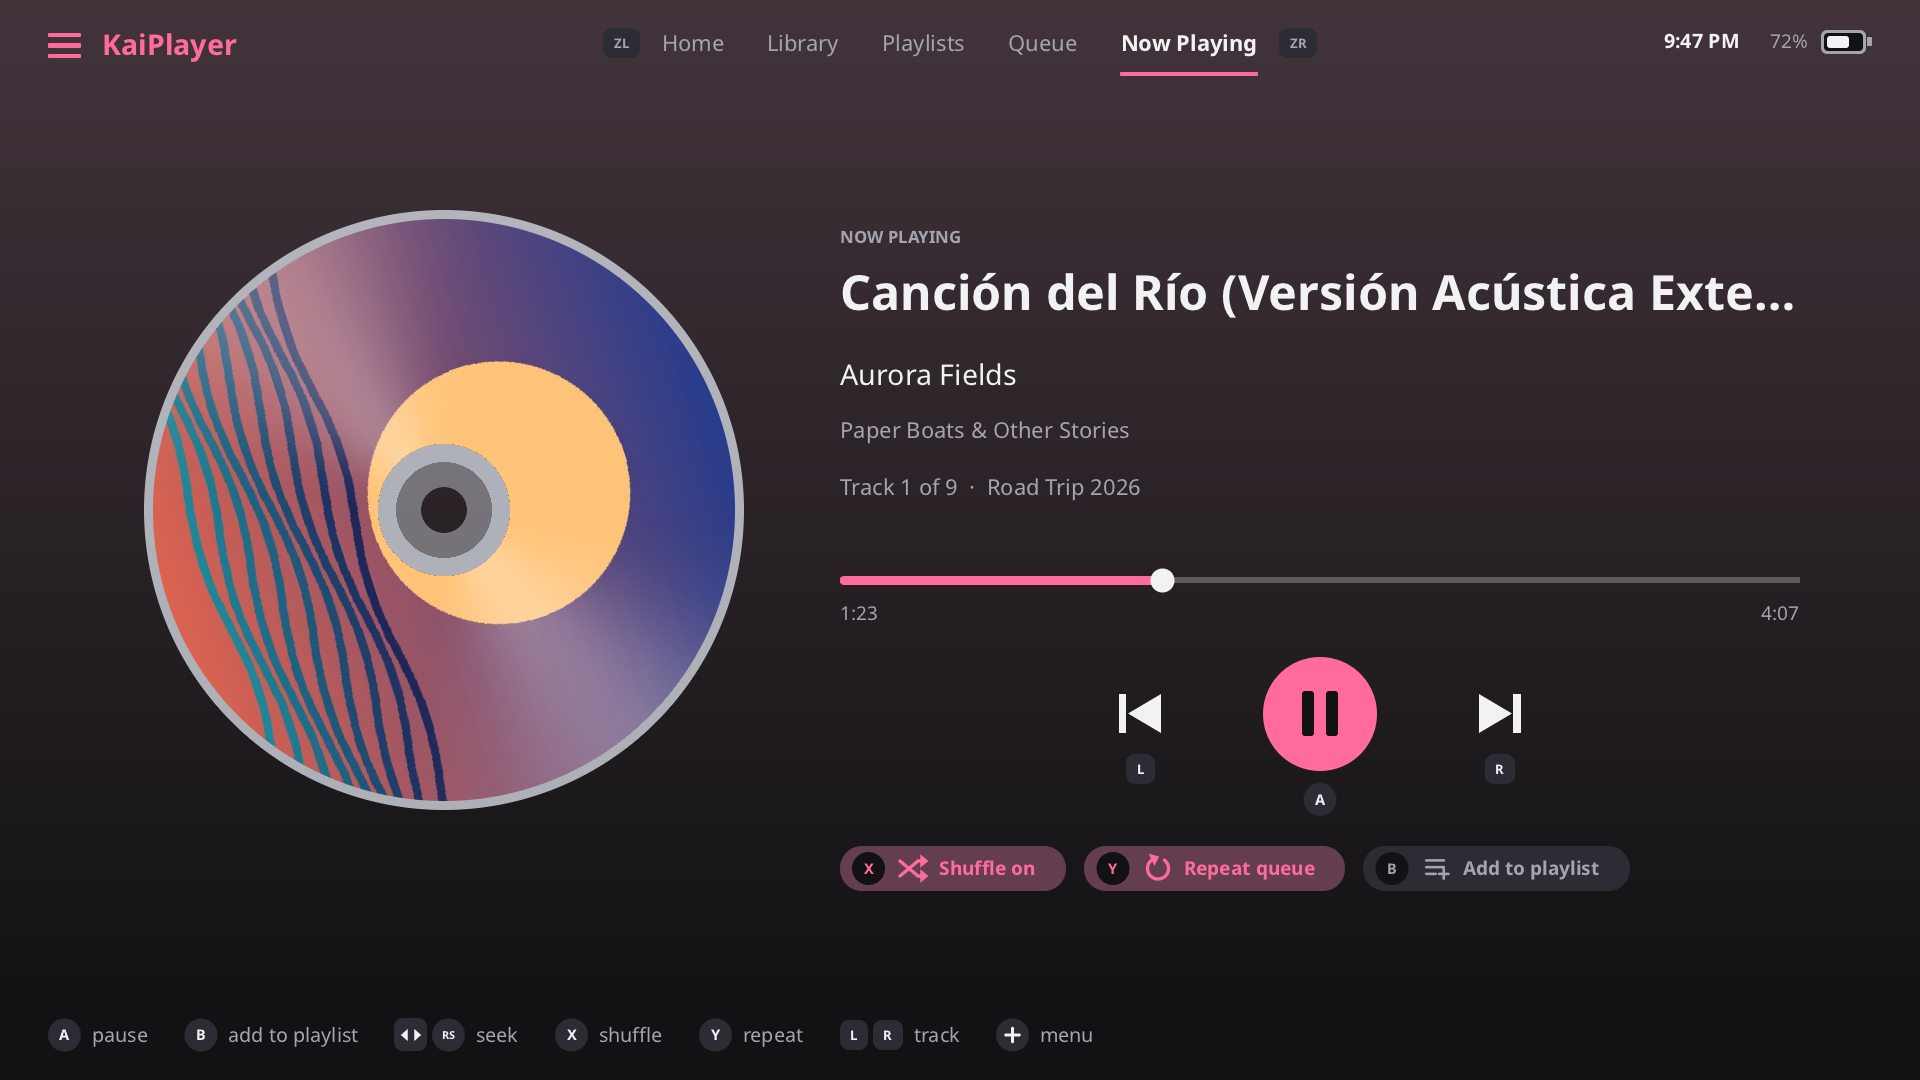 KaiPlayer
ZL Home Library Playlists Queue Now Playing ZR
9:47 PM 72%
NOW PLAYING
Canción del Río (Versión Acústica Exte...
Aurora Fields
Paper Boats & Other Stories
Track 1 of 9 · Road Trip 2026
1:23 4:07
L R
A
X Shuffle on Y Repeat queue B Add to playlist
A pause B add to playlist RS seek X shuffle Y repeat L R track menu